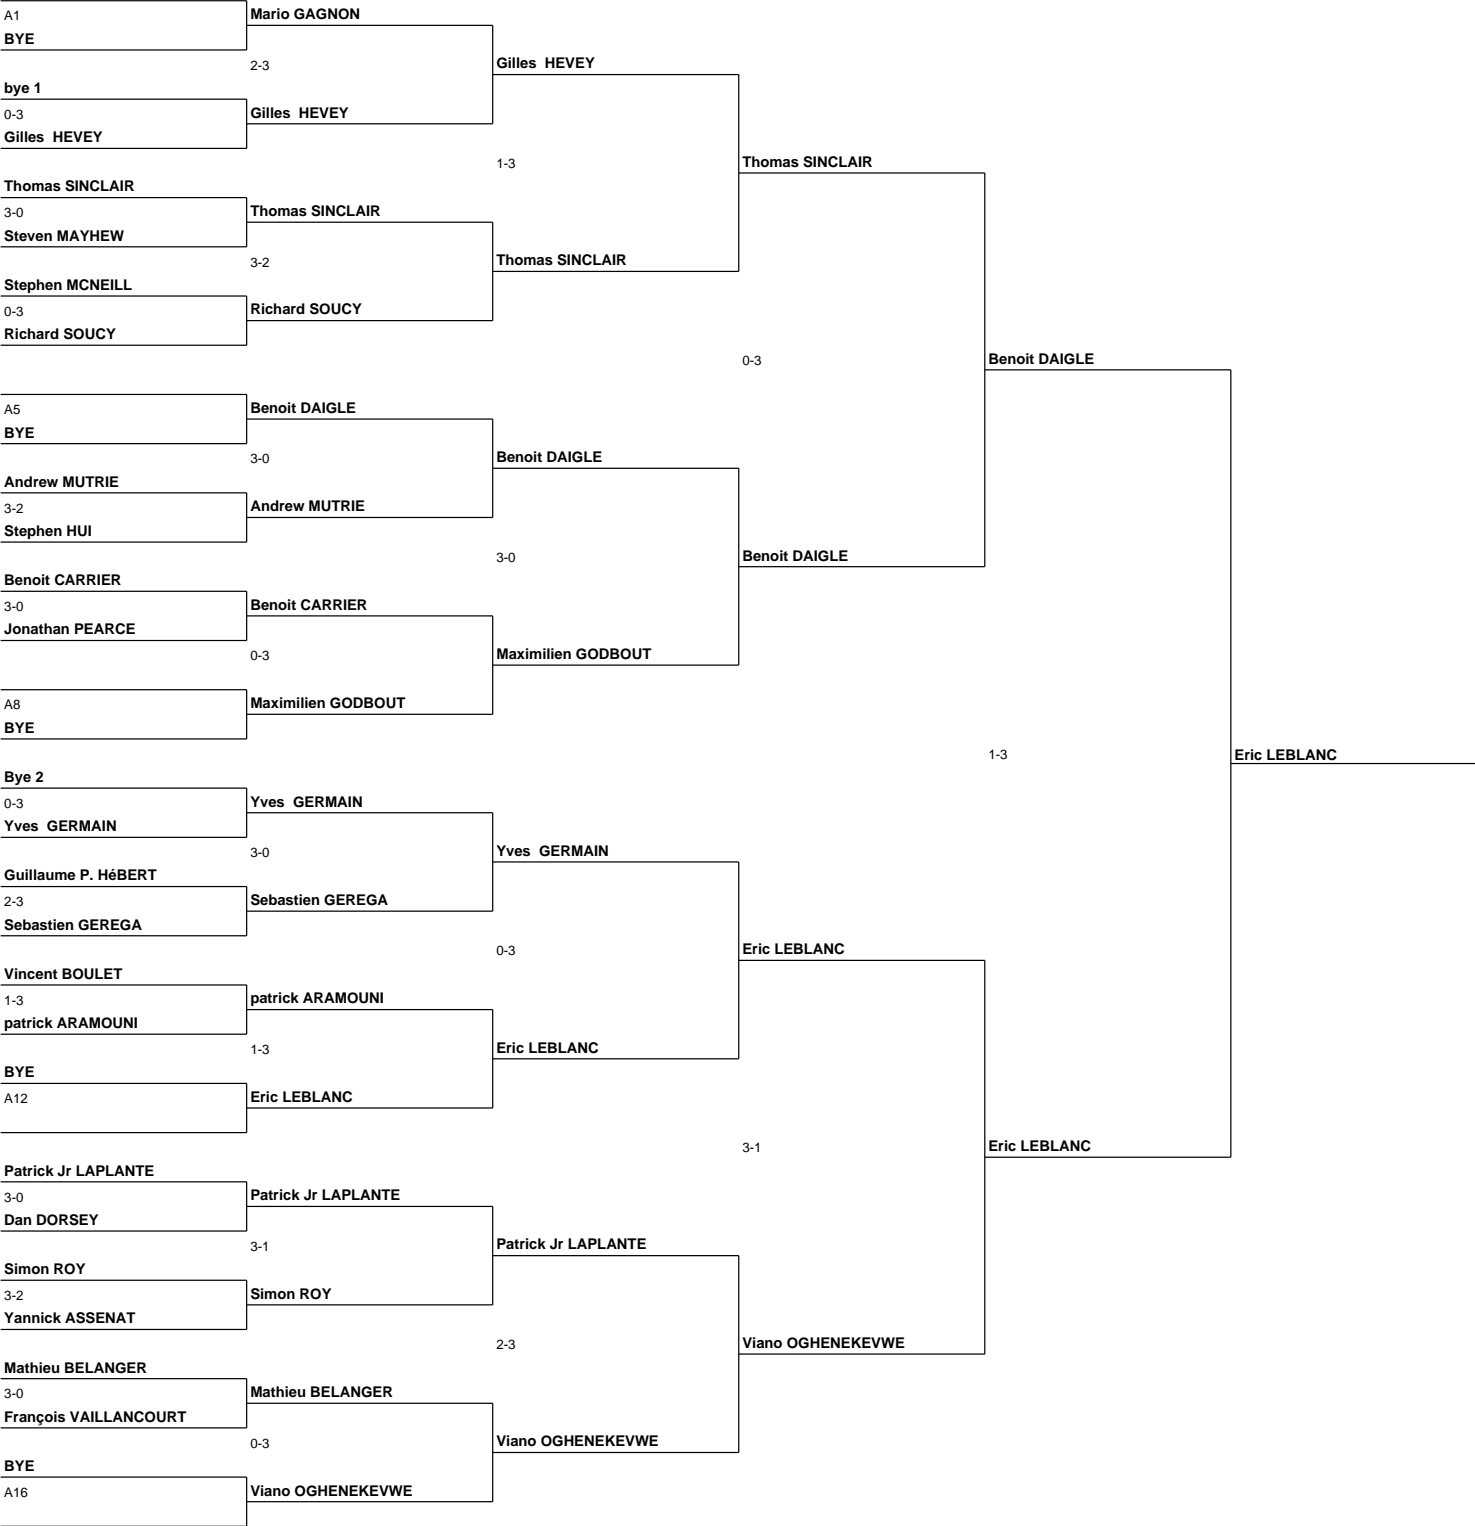 A1
BYE
bye 1
0-3
Gilles  HEVEY
Thomas SINCLAIR
3-0
Steven MAYHEW
Stephen MCNEILL
0-3
Richard SOUCY
A5
BYE
Andrew MUTRIE
3-2
Stephen HUI
Benoit CARRIER
3-0
Jonathan PEARCE
A8
BYE
Bye 2
0-3
Yves  GERMAIN
Guillaume P. HéBERT
2-3
Sebastien GEREGA
Vincent BOULET
1-3
patrick ARAMOUNI
BYE
A12
Patrick Jr LAPLANTE
3-0
Dan DORSEY
Simon ROY
3-2
Yannick ASSENAT
Mathieu BELANGER
3-0
François VAILLANCOURT
BYE
A16
Mario GAGNON
2-3
Gilles  HEVEY
Thomas SINCLAIR
3-2
Richard SOUCY
Benoit DAIGLE
3-0
Andrew MUTRIE
Benoit CARRIER
0-3
Maximilien GODBOUT
Yves  GERMAIN
3-0
Sebastien GEREGA
patrick ARAMOUNI
1-3
Eric LEBLANC
Patrick Jr LAPLANTE
3-1
Simon ROY
Mathieu BELANGER
0-3
Viano OGHENEKEVWE
Gilles  HEVEY
1-3
Thomas SINCLAIR
Benoit DAIGLE
3-0
Maximilien GODBOUT
Yves  GERMAIN
0-3
Eric LEBLANC
Patrick Jr LAPLANTE
2-3
Viano OGHENEKEVWE
Thomas SINCLAIR
0-3
Benoit DAIGLE
Eric LEBLANC
3-1
Viano OGHENEKEVWE
Benoit DAIGLE
1-3
Eric LEBLANC
Eric LEBLANC